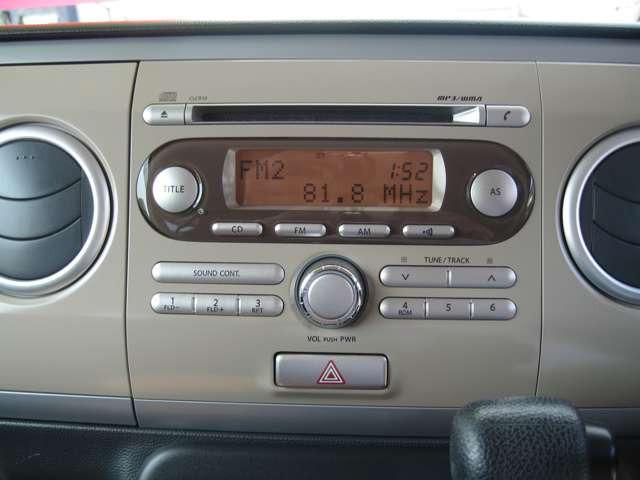 MP3/WMA
TITLE
FM2 1:52
81.8 MHz
AS
CD FM AM
TUNE/TRACK
SOUND CONT.
1 2 3 4 5 6
FLD− FLD+ RPT RDM
VOL PUSH PWR